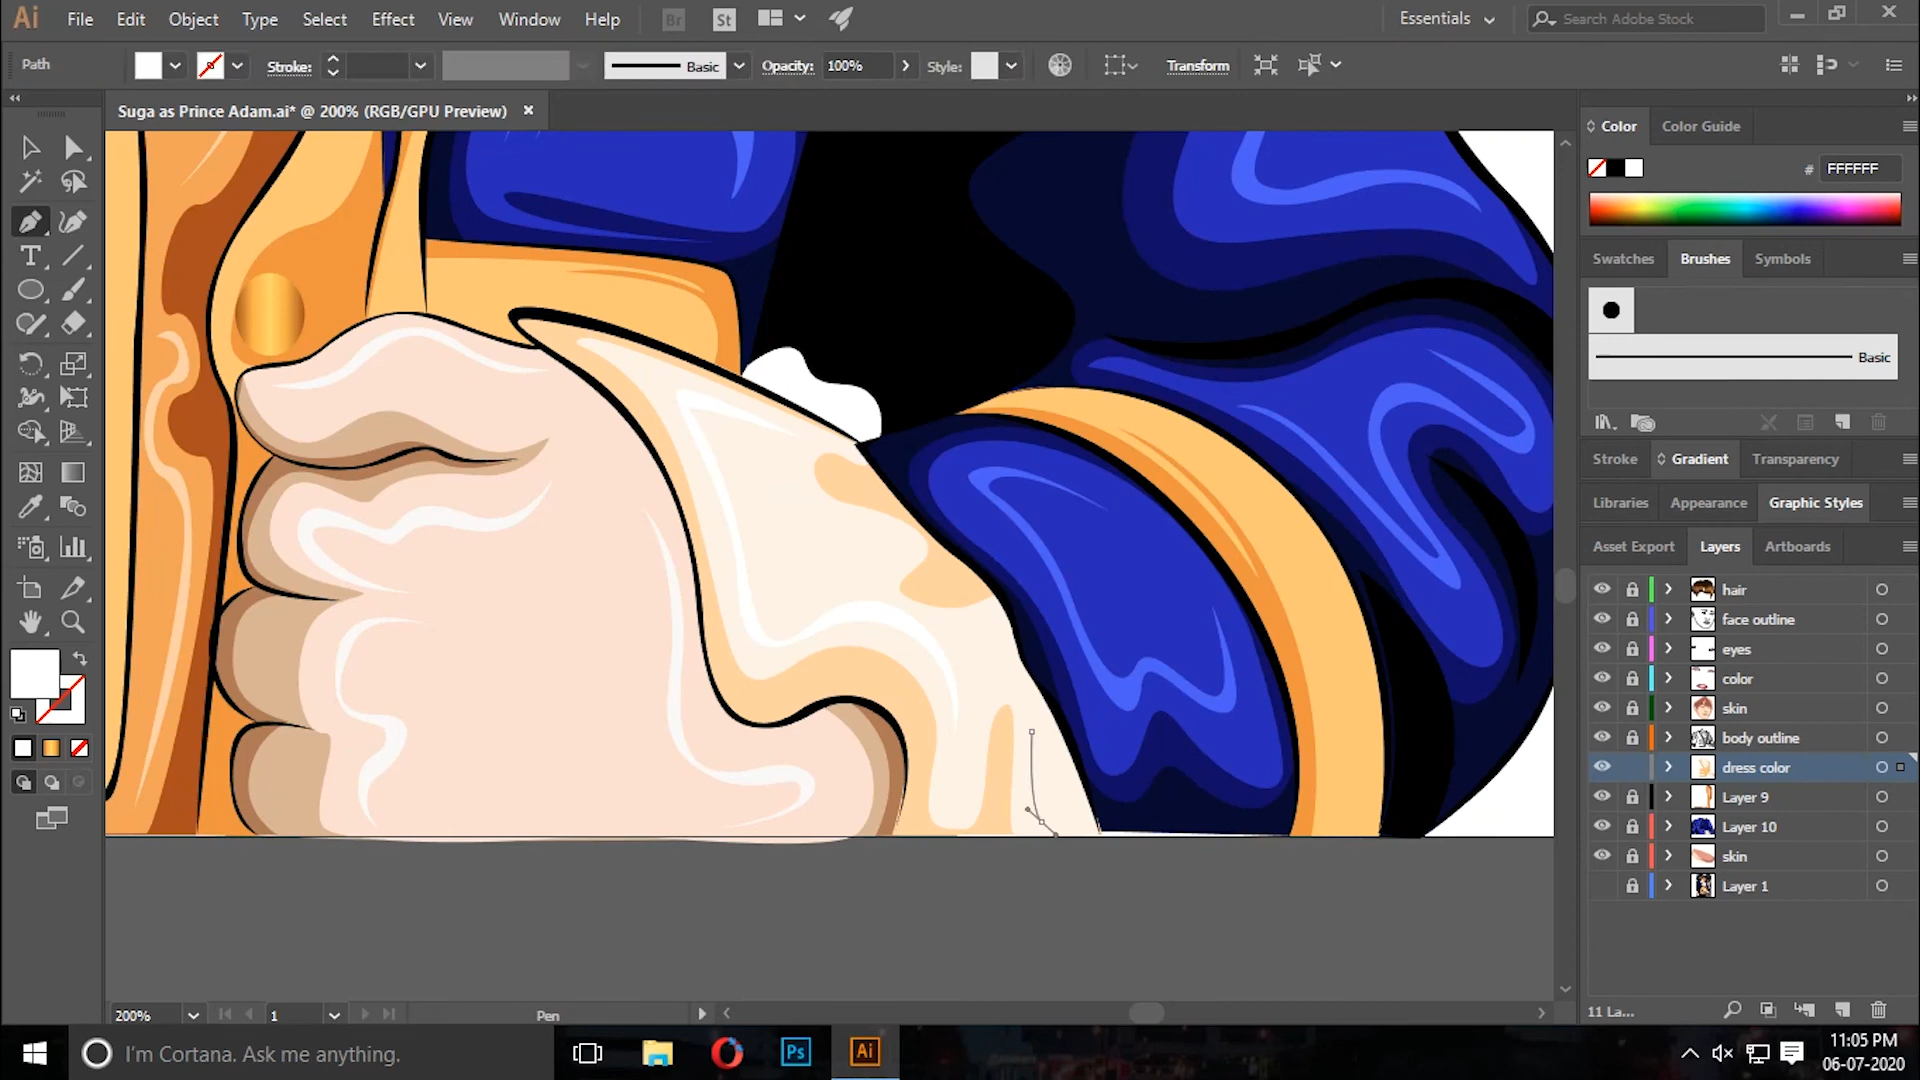 Ai File Edit Object Type Select Effect View Window Help Br St Essentials Search Adobe Stock
Path Stroke: Basic Opacity: 100% Style: Transform
Suga as Prince Adam.ai* @ 200% (RGB/GPU Preview)
Color Color Guide
# FFFFFF
Swatches Brushes Symbols
Basic
Stroke Gradient Transparency
Libraries Appearance Graphic Styles
Asset Export Layers Artboards
hair
face outline
eyes
color
skin
body outline
dress color
Layer 9
Layer 10
skin
Layer 1
200% 1 Pen 11 La...
I'm Cortana. Ask me anything. Ps Ai 11:05 PM
06-07-2020